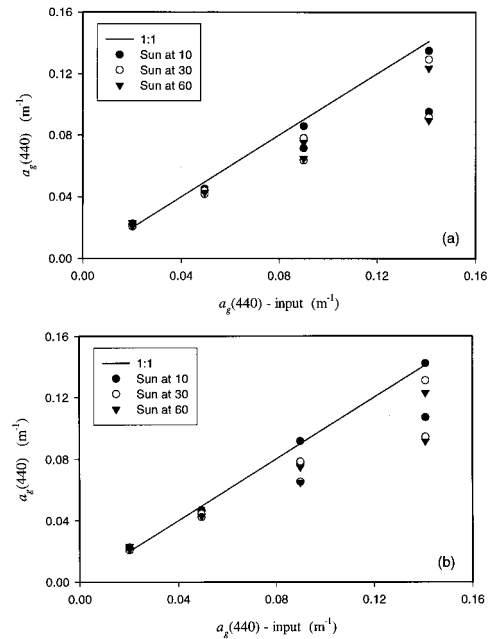 0.16
1:1
Sun at 10
Sun at 30
Sun at 60
0.12
0.08
0.04
0.00
a_g(440) (m⁻¹)
(a)
0.00 0.04 0.08 0.12 0.16
a_g(440) - input (m⁻¹)
0.16
1:1
Sun at 10
Sun at 30
Sun at 60
0.12
0.08
0.04
0.00
a_g(440) (m⁻¹)
(b)
0.00 0.04 0.08 0.12 0.16
a_g(440) - input (m⁻¹)